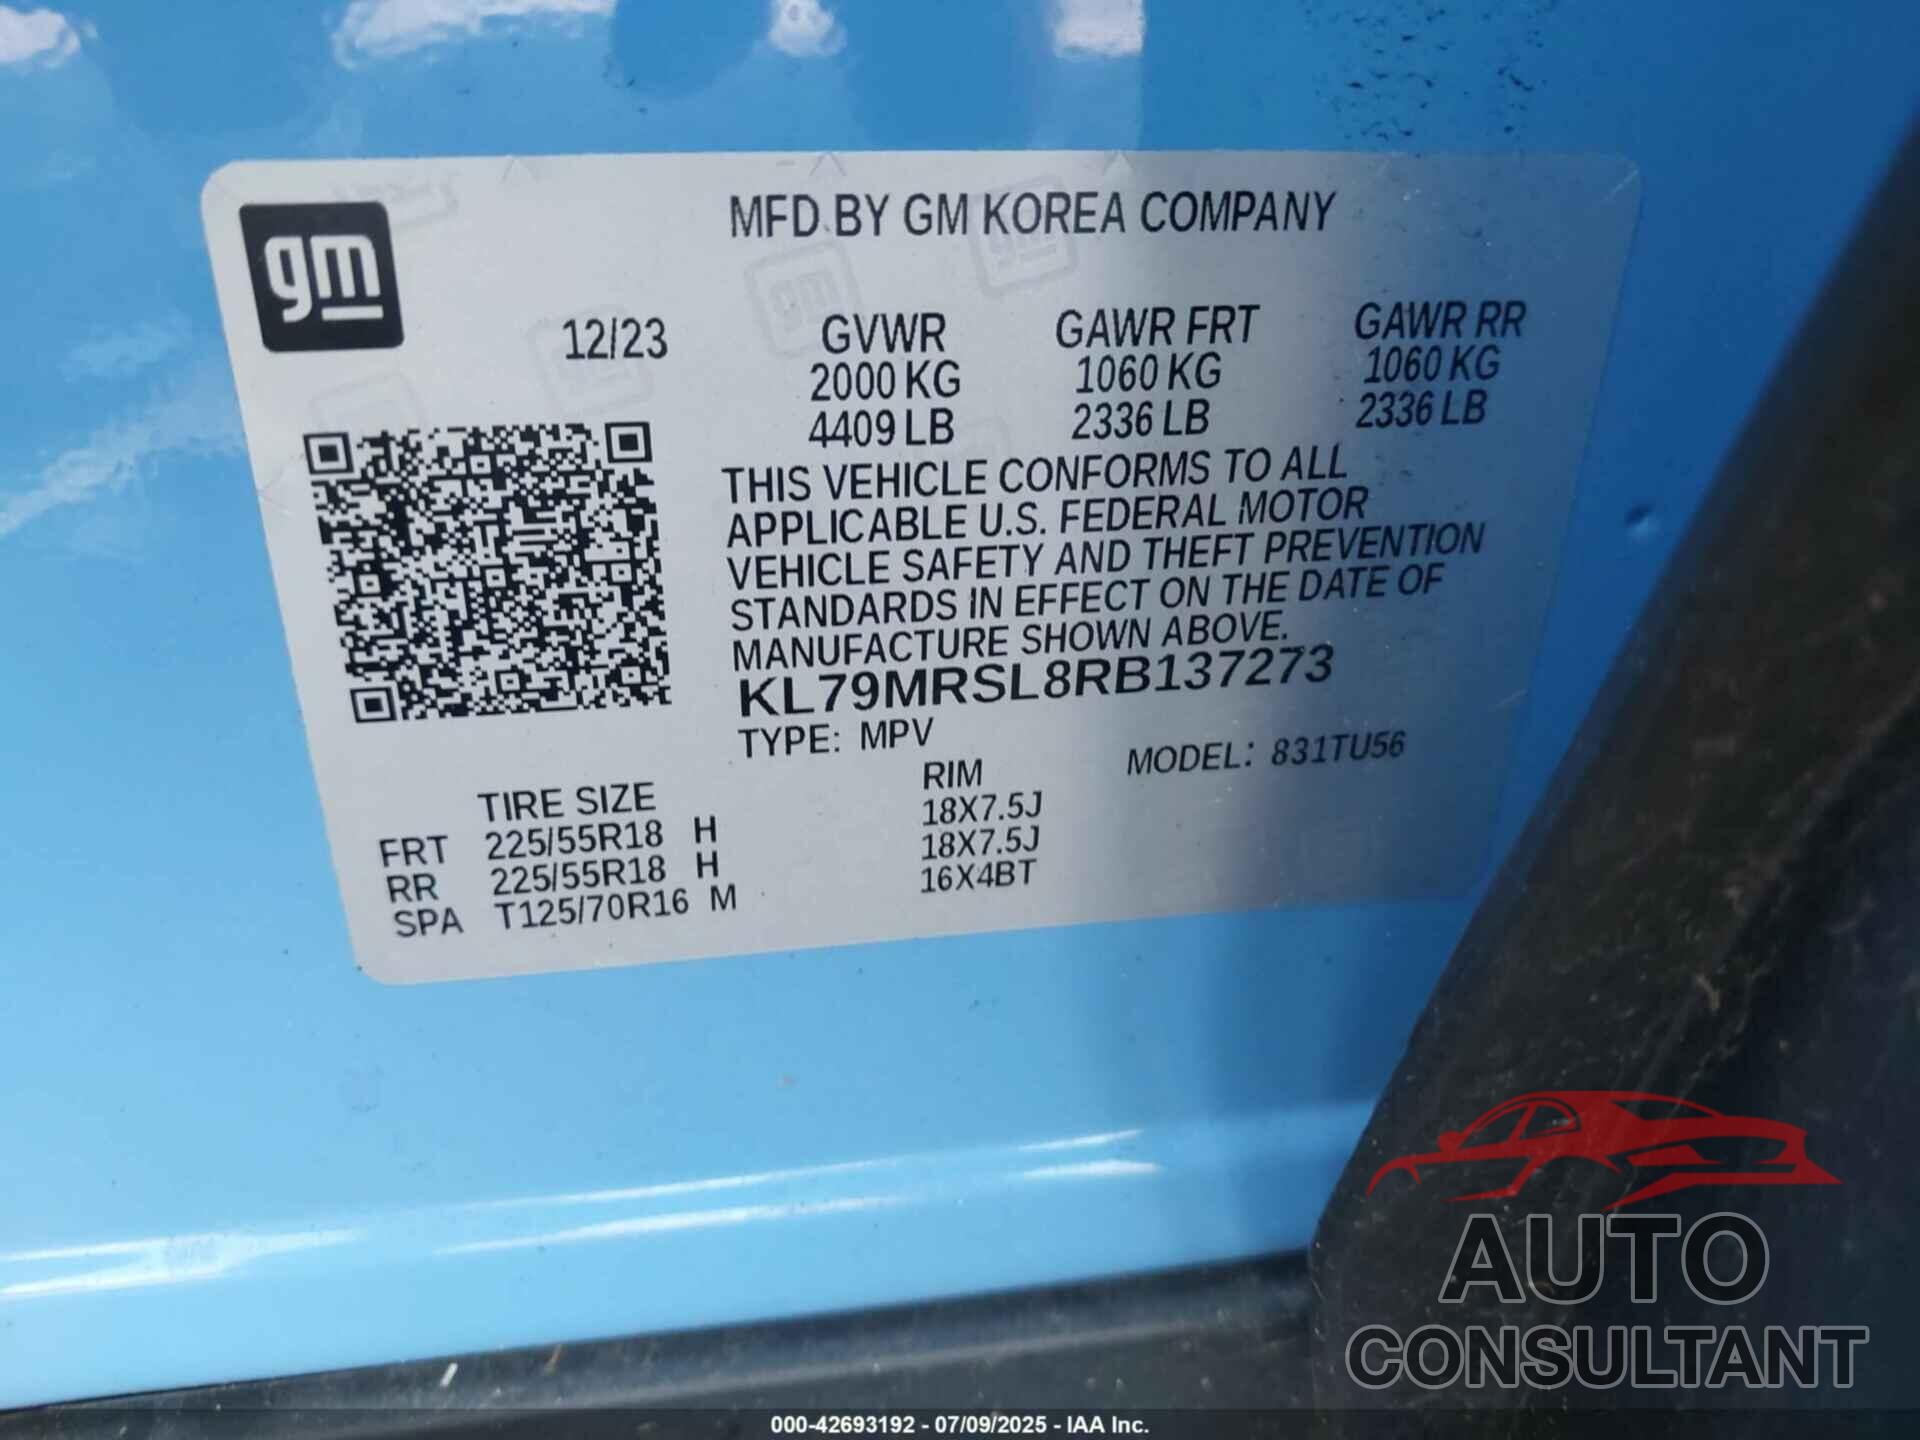 gm
MFD BY GM KOREA COMPANY
12/23
GVWR GAWR FRT GAWR RR
2000 KG 1060 KG 1060 KG
4409 LB 2336 LB 2336 LB
THIS VEHICLE CONFORMS TO ALL
APPLICABLE U.S. FEDERAL MOTOR
VEHICLE SAFETY AND THEFT PREVENTION
STANDARDS IN EFFECT ON THE DATE OF
MANUFACTURE SHOWN ABOVE.
KL79MRSL8RB137273
TYPE: MPV MODEL: 831TU56
TIRE SIZE RIM
FRT 225/55R18 H 18X7.5J
RR 225/55R18 H 18X7.5J
SPA T125/70R16 M 16X4BT
AUTO
CONSULTANT
000-42693192 - 07/09/2025 - IAA Inc.